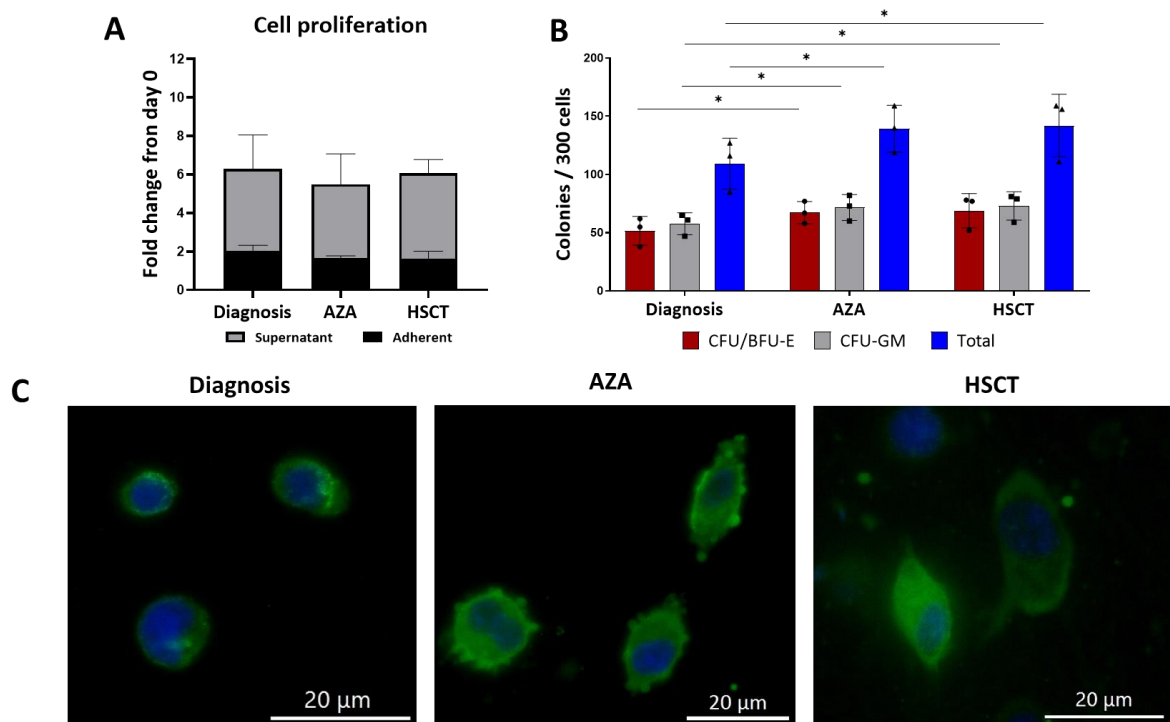 A
Cell proliferation
Fold change fron day 0
12
10
8
6
4
2
0
Diagnosis AZA HSCT
Supernatant Adherent
B
* * * * *
Colonies / 300 cells
200
150
100
50
0
Diagnosis AZA HSCT
CFU/BFU-E CFU-GM Total
C
Diagnosis AZA HSCT
20 μm 20 μm 20 μm